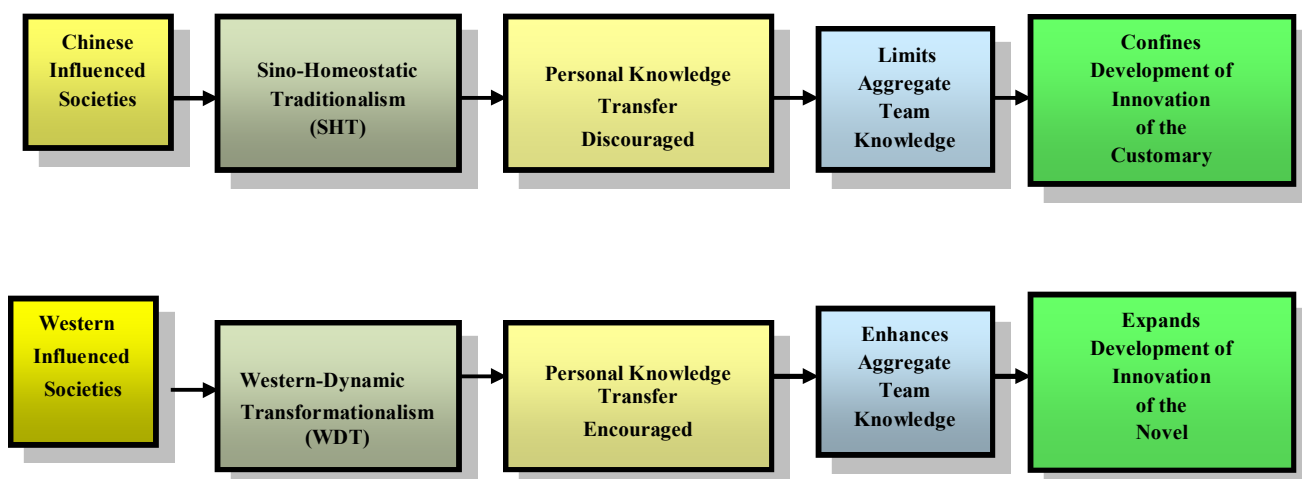 Chinese
Influenced
Societies
Sino-Homeostatic
Traditionalism
(SHT)
Personal Knowledge
Transfer
Discouraged
Limits
Aggregate
Team
Knowledge
Confines
Development of
Innovation
of the
Customary
Western
Influenced
Societies
Western-Dynamic
Transformationalism
(WDT)
Personal Knowledge
Transfer
Encouraged
Enhances
Aggregate
Team
Knowledge
Expands
Development of
Innovation
of the
Novel